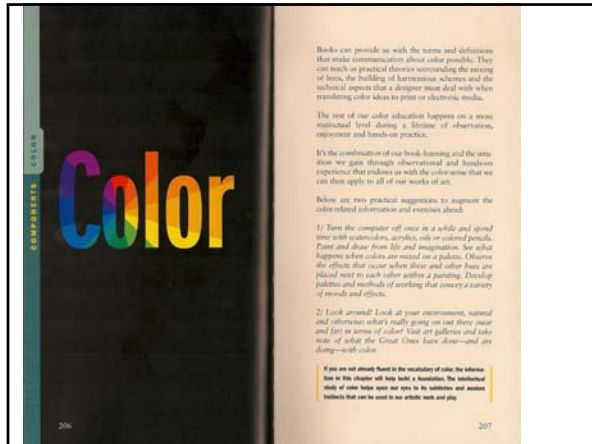 COMPONENTS
COLOR
Color
206
Books can provide us with the terms and definitions
that make communication about color possible. They
can teach us practical theories surrounding the mixing
of hues, the building of harmonious schemes and the
technical aspects that a designer must deal with when
translating color ideas to print or electronic media.
The rest of our color education happens on a more
instinctual level during a lifetime of observation,
enjoyment and hands-on practice.
It's the combination of our book-learning and the intu-
ition we gain through observational and hands-on
experience that endows us with the color-sense that we
can then apply to all of our works of art.
Below are two practical suggestions to augment the
color-related information and exercises ahead:
1) Turn the computer off once in a while and spend
time with watercolors, acrylics, oils or colored pencils.
Paint and draw from life and imagination. See what
happens when colors are mixed on a palette. Observe
the effects that occur when these and other hues are
placed next to each other within a painting. Develop
palettes and methods of working that convey a variety
of moods and effects.
2) Look around! Look at your environment, natural
and otherwise: what's really going on out there (near
and far) in terms of color? Visit art galleries and take
note of what the Great Ones have done—and are
doing—with color.
If you are not already fluent in the vocabulary of color, the informa-
tion in this chapter will help build a foundation. The intellectual
study of color helps open our eyes to its subtleties and
instincts that can be used in our artistic work and play.
207